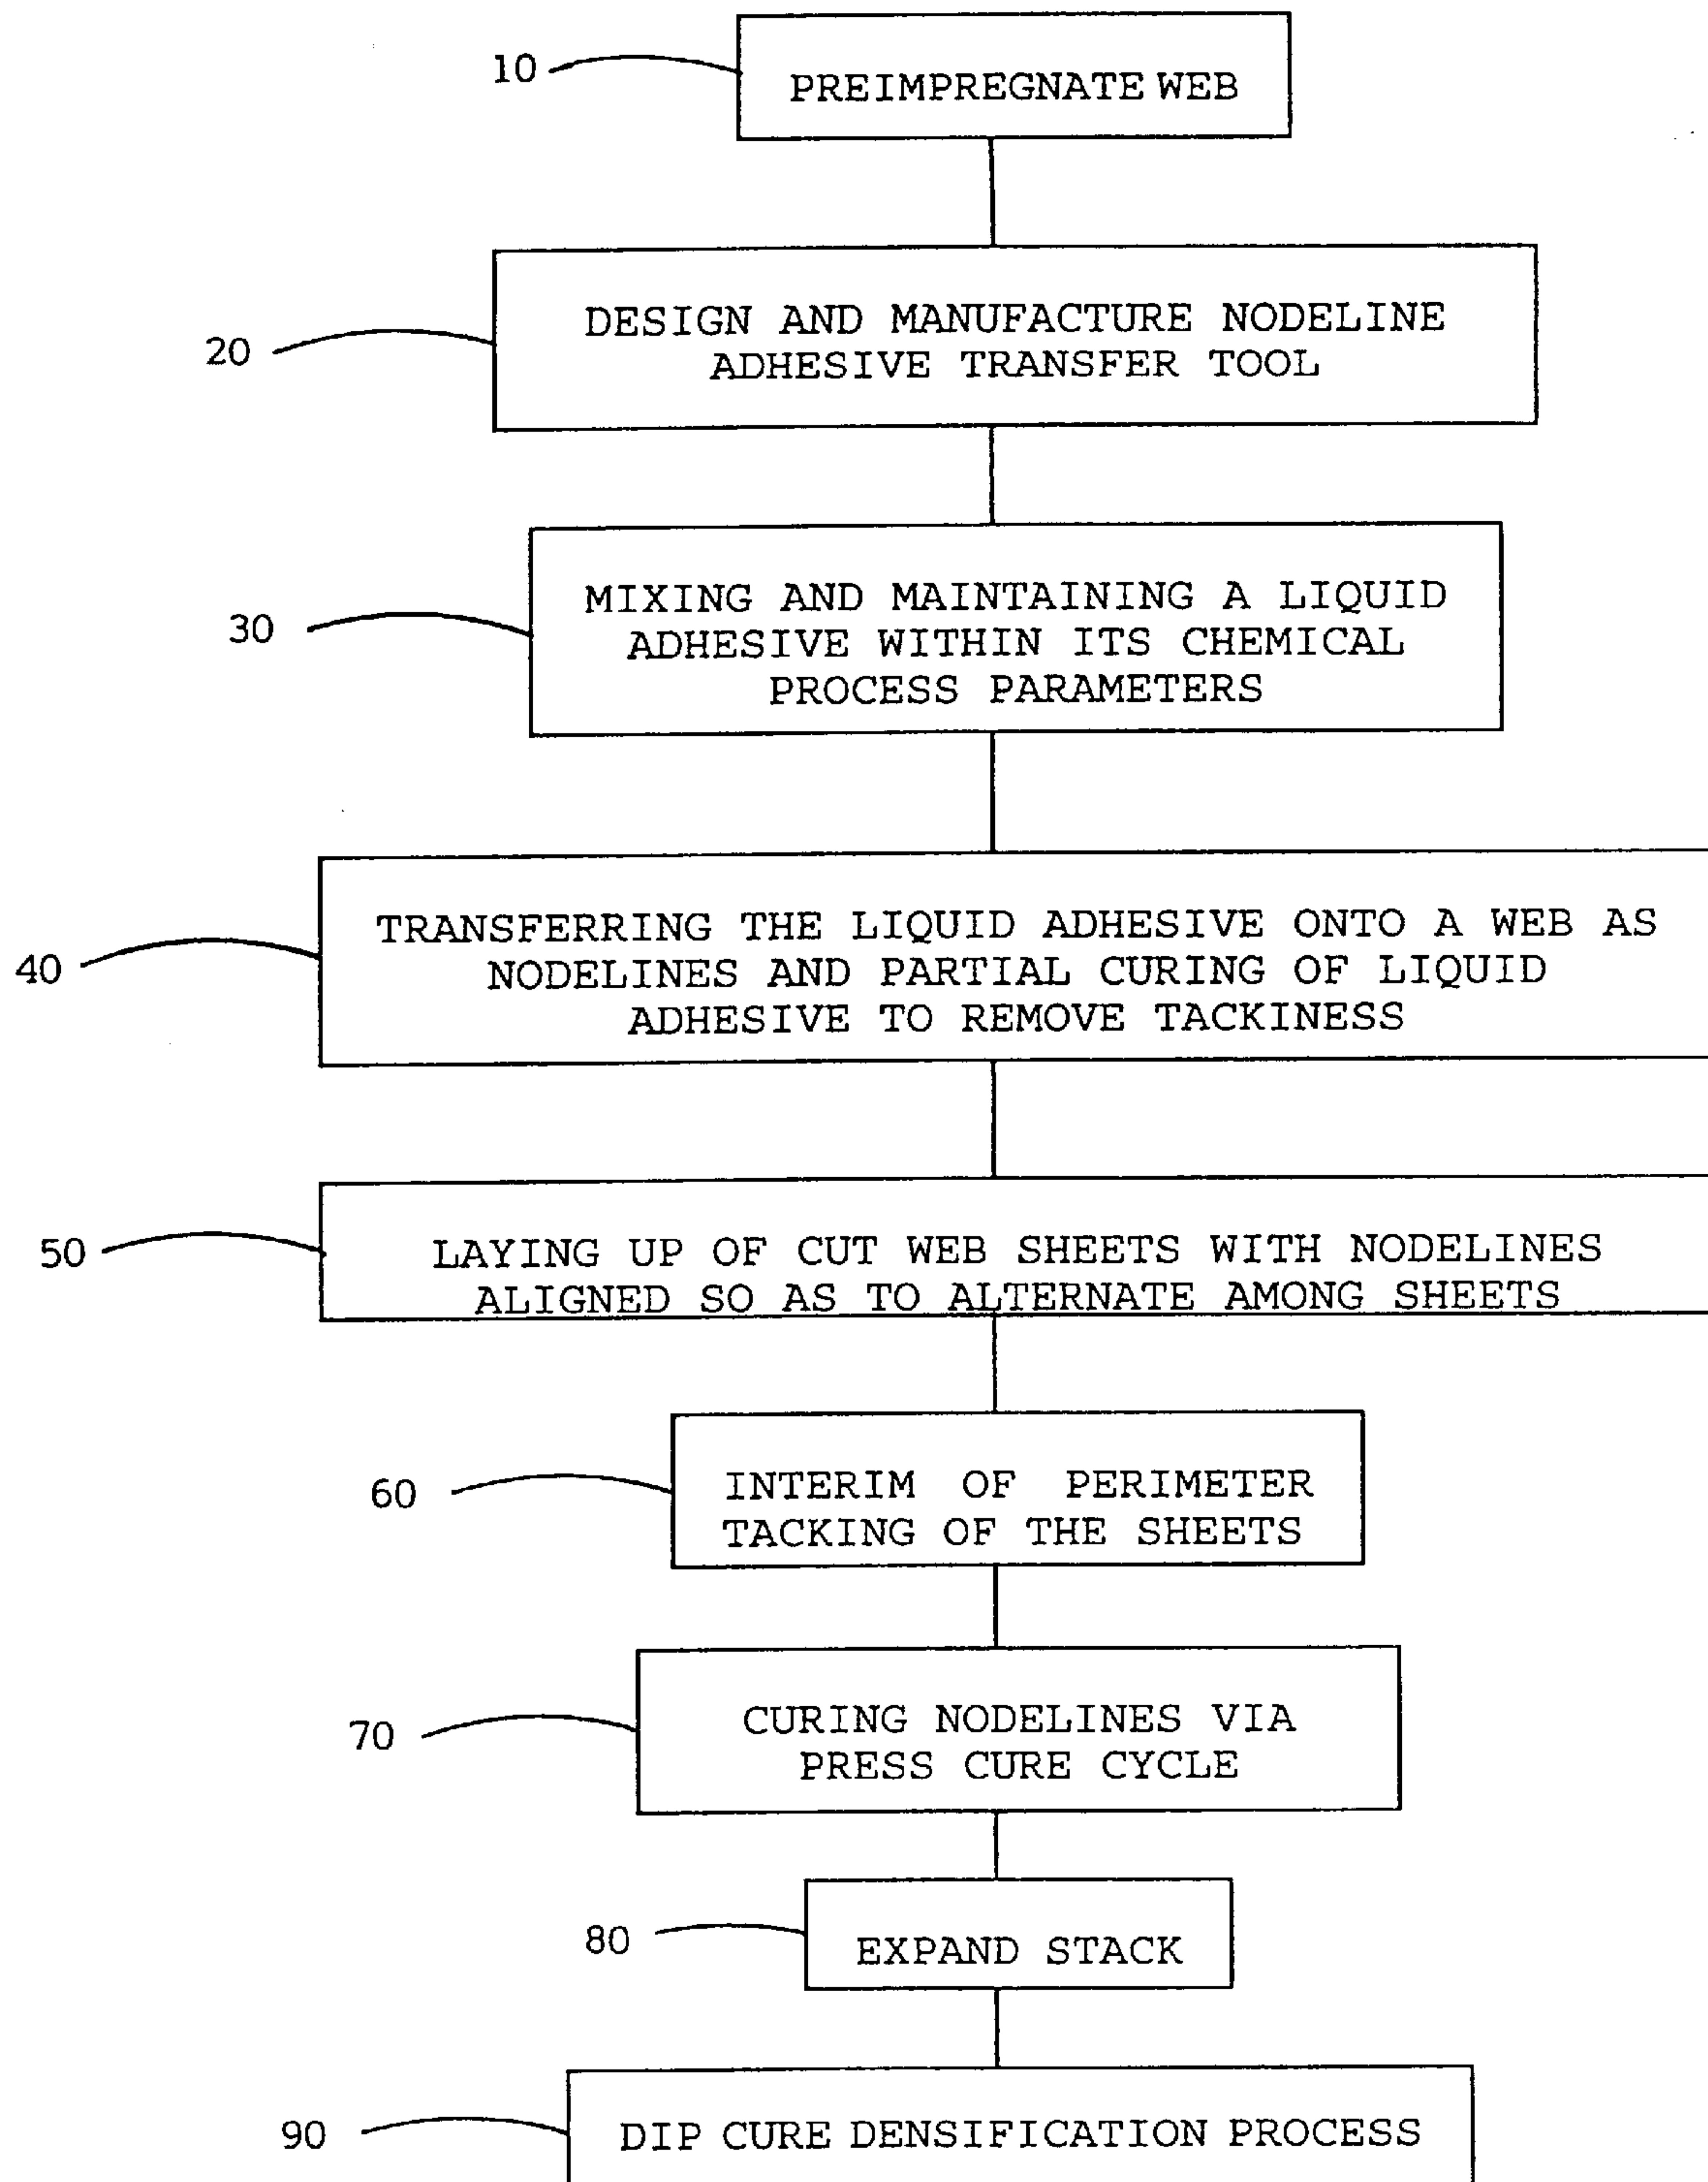 10
PREIMPREGNATE WEB
20
DESIGN AND MANUFACTURE NODELINE
ADHESIVE TRANSFER TOOL
30
MIXING AND MAINTAINING A LIQUID
ADHESIVE WITHIN ITS CHEMICAL
PROCESS PARAMETERS
40
TRANSFERRING THE LIQUID ADHESIVE ONTO A WEB AS
NODELINES AND PARTIAL CURING OF LIQUID
ADHESIVE TO REMOVE TACKINESS
50
LAYING UP OF CUT WEB SHEETS WITH NODELINES
ALIGNED SO AS TO ALTERNATE AMONG SHEETS
60
INTERIM OF PERIMETER
TACKING OF THE SHEETS
70
CURING NODELINES VIA
PRESS CURE CYCLE
80
EXPAND STACK
90
DIP CURE DENSIFICATION PROCESS